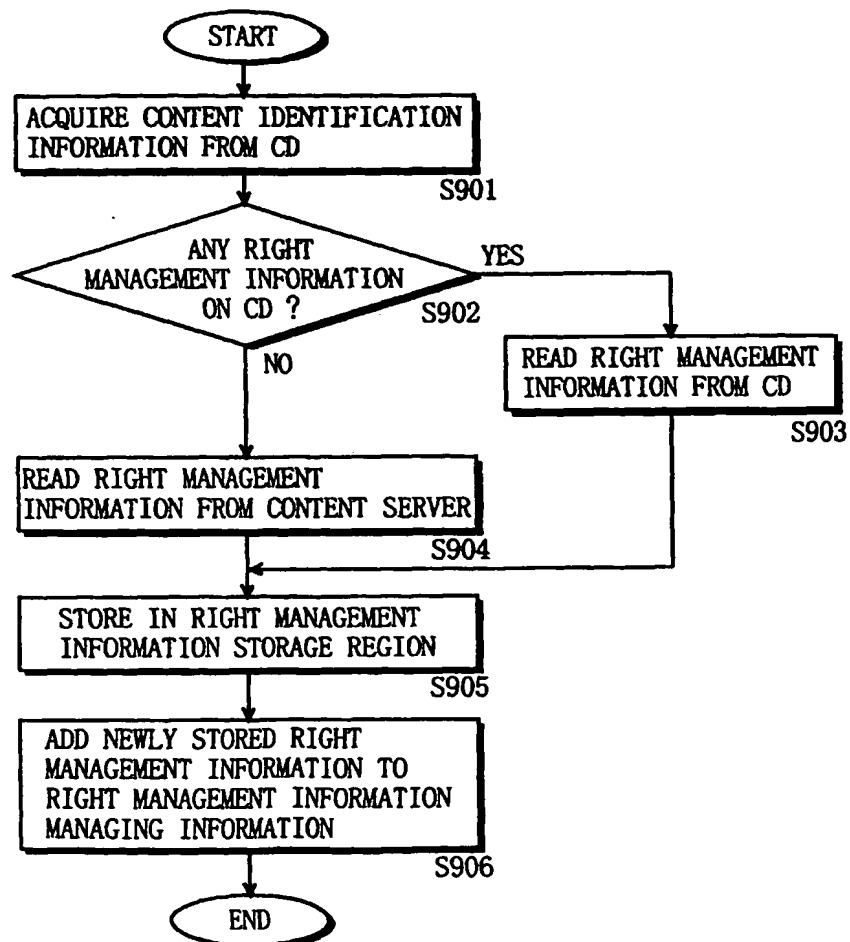 START
ACQUIRE CONTENT IDENTIFICATION
INFORMATION FROM CD
S901
ANY RIGHT
MANAGEMENT INFORMATION
ON CD ?
YES
S902
NO
READ RIGHT MANAGEMENT
INFORMATION FROM CD
S903
READ RIGHT MANAGEMENT
INFORMATION FROM CONTENT SERVER
S904
STORE IN RIGHT MANAGEMENT
INFORMATION STORAGE REGION
S905
ADD NEWLY STORED RIGHT
MANAGEMENT INFORMATION TO
RIGHT MANAGEMENT INFORMATION
MANAGING INFORMATION
S906
END